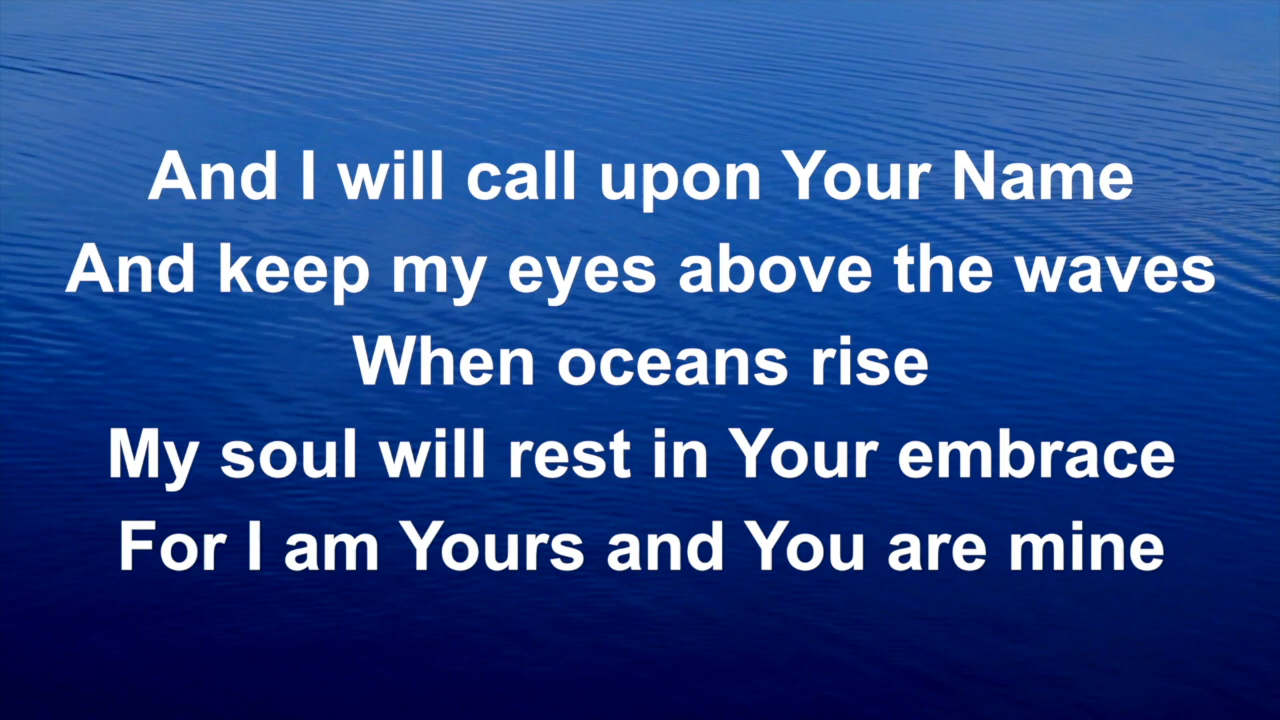 And I will call upon Your Name
And keep my eyes above the waves
When oceans rise
My soul will rest in Your embrace
For I am Yours and You are mine